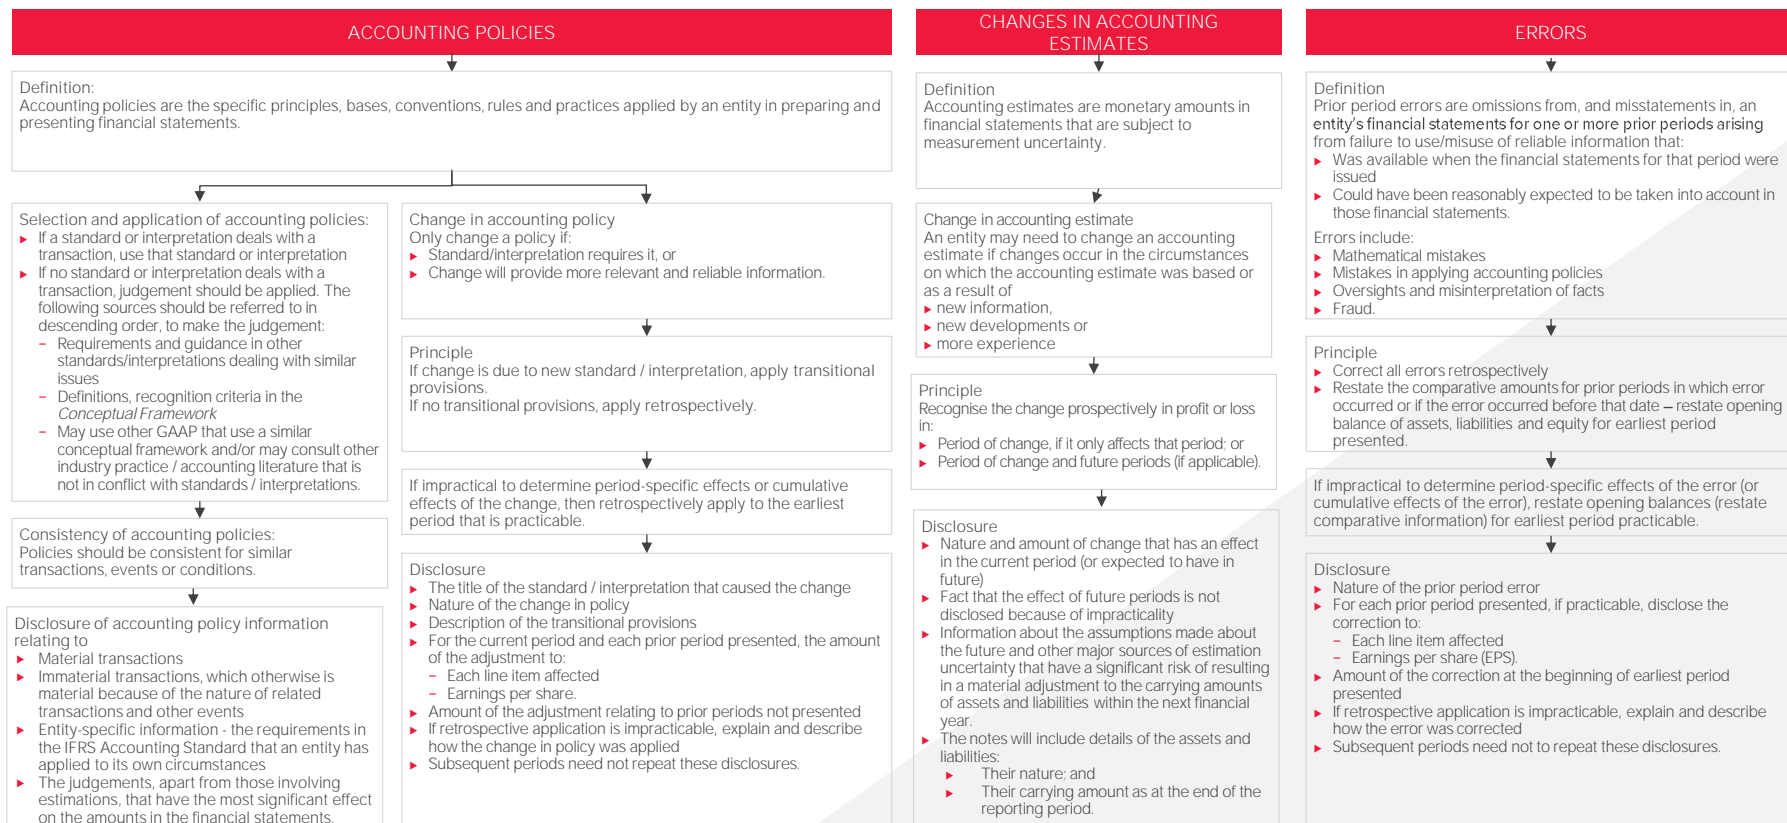 ACCOUNTING POLICIES
Definition:
Accounting policies are the specific principles, bases, conventions, rules and practices applied by an entity in preparing and
presenting financial statements.
Selection and application of accounting policies:
► If a standard or interpretation deals with a
transaction, use that standard or interpretation
► If no standard or interpretation deals with a
transaction, judgement should be applied. The
following sources should be referred to in
descending order, to make the judgement:
− Requirements and guidance in other
standards/interpretations dealing with similar
issues
− Definitions, recognition criteria in the
Conceptual Framework
− May use other GAAP that use a similar
conceptual framework and/or may consult other
industry practice / accounting literature that is
not in conflict with standards / interpretations.
Consistency of accounting policies:
Policies should be consistent for similar
transactions, events or conditions.
Disclosure of accounting policy information
relating to
► Material transactions
► Immaterial transactions, which otherwise is
material because of the nature of related
transactions and other events
► Entity-specific information - the requirements in
the IFRS Accounting Standard that an entity has
applied to its own circumstances
► The judgements, apart from those involving
estimations, that have the most significant effect
on the amounts in the financial statements.
Change in accounting policy
Only change a policy if:
► Standard/interpretation requires it, or
► Change will provide more relevant and reliable information.
Principle
If change is due to new standard / interpretation, apply transitional
provisions.
If no transitional provisions, apply retrospectively.
If impractical to determine period-specific effects or cumulative
effects of the change, then retrospectively apply to the earliest
period that is practicable.
Disclosure
► The title of the standard / interpretation that caused the change
► Nature of the change in policy
► Description of the transitional provisions
► For the current period and each prior period presented, the amount
of the adjustment to:
− Each line item affected
− Earnings per share.
► Amount of the adjustment relating to prior periods not presented
► If retrospective application is impracticable, explain and describe
how the change in policy was applied
► Subsequent periods need not repeat these disclosures.
CHANGES IN ACCOUNTING
ESTIMATES
Definition
Accounting estimates are monetary amounts in
financial statements that are subject to
measurement uncertainty.
Change in accounting estimate
An entity may need to change an accounting
estimate if changes occur in the circumstances
on which the accounting estimate was based or
as a result of
► new information,
► new developments or
► more experience
Principle
Recognise the change prospectively in profit or loss
in:
► Period of change, if it only affects that period; or
► Period of change and future periods (if applicable).
Disclosure
► Nature and amount of change that has an effect
in the current period (or expected to have in
future)
► Fact that the effect of future periods is not
disclosed because of impracticality
► Information about the assumptions made about
the future and other major sources of estimation
uncertainty that have a significant risk of resulting
in a material adjustment to the carrying amounts
of assets and liabilities within the next financial
year.
► The notes will include details of the assets and
liabilities:
► Their nature; and
► Their carrying amount as at the end of the
reporting period.
ERRORS
Definition
Prior period errors are omissions from, and misstatements in, an
entity's financial statements for one or more prior periods arising
from failure to use/misuse of reliable information that:
► Was available when the financial statements for that period were
issued
► Could have been reasonably expected to be taken into account in
those financial statements.
Errors include:
► Mathematical mistakes
► Mistakes in applying accounting policies
► Oversights and misinterpretation of facts
► Fraud.
Principle
► Correct all errors retrospectively
► Restate the comparative amounts for prior periods in which error
occurred or if the error occurred before that date – restate opening
balance of assets, liabilities and equity for earliest period
presented.
If impractical to determine period-specific effects of the error (or
cumulative effects of the error), restate opening balances (restate
comparative information) for earliest period practicable.
Disclosure
► Nature of the prior period error
► For each prior period presented, if practicable, disclose the
correction to:
− Each line item affected
− Earnings per share (EPS).
► Amount of the correction at the beginning of earliest period
presented
► If retrospective application is impracticable, explain and describe
how the error was corrected
► Subsequent periods need not to repeat these disclosures.